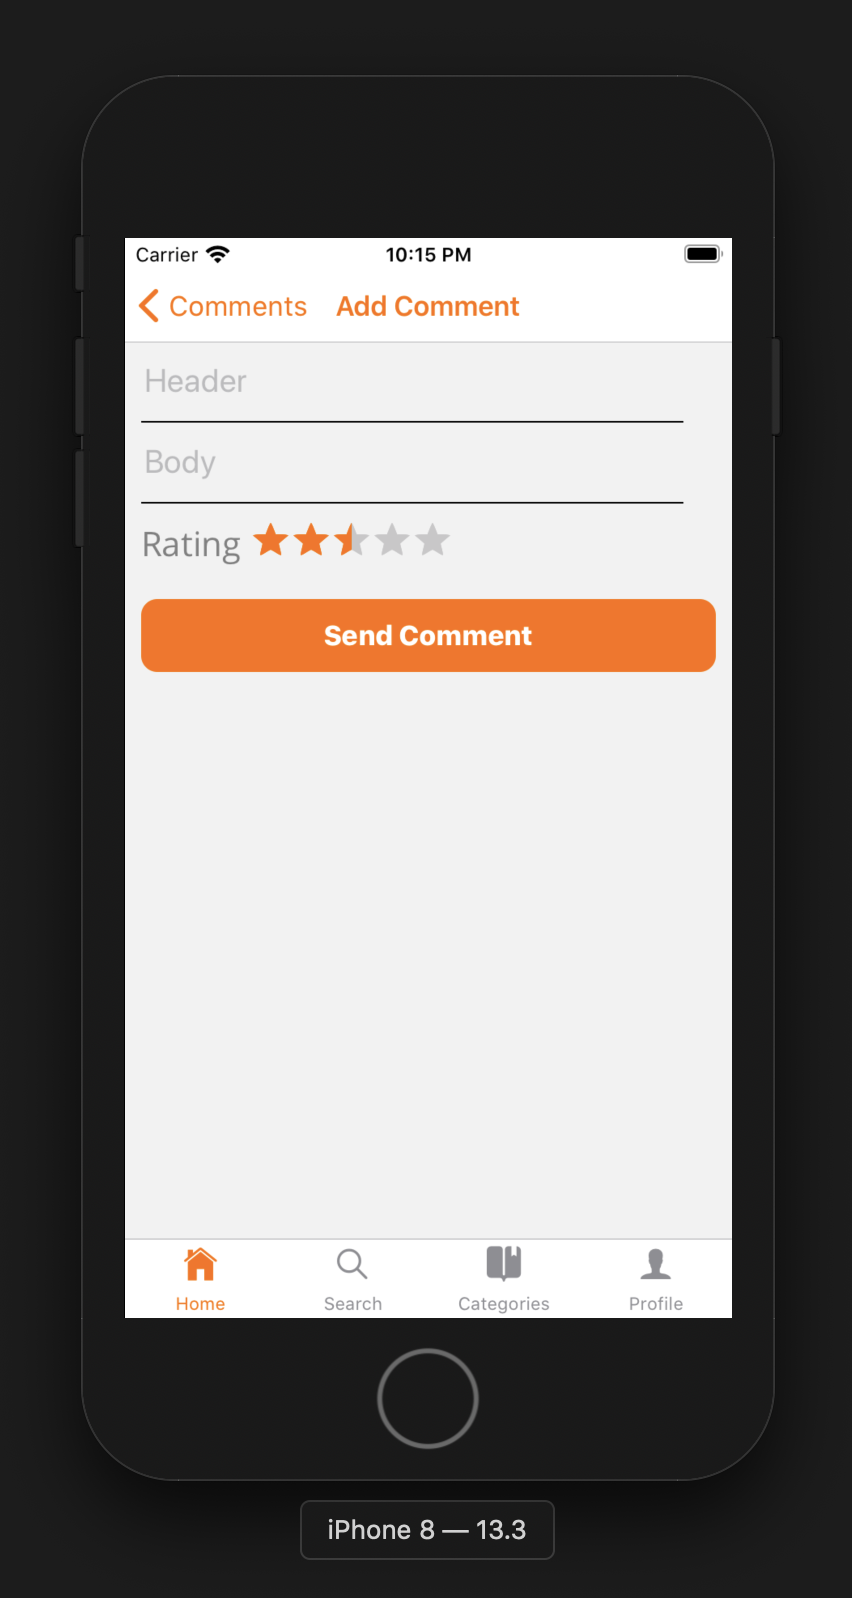 Carrier 10:15 PM
Comments Add Comment
Header
Body
Rating
Send Comment
Home Search Categories Profile
iPhone 8 — 13.3